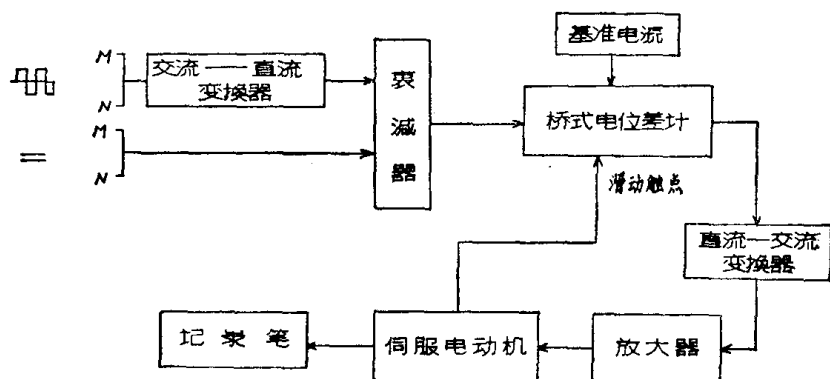 基准电源
M
交流——直流
变换器
N
衰减器
桥式电位差计
M
=
N
滑动触点
直流—交流
变换器
记录笔
伺服电动机
放大器